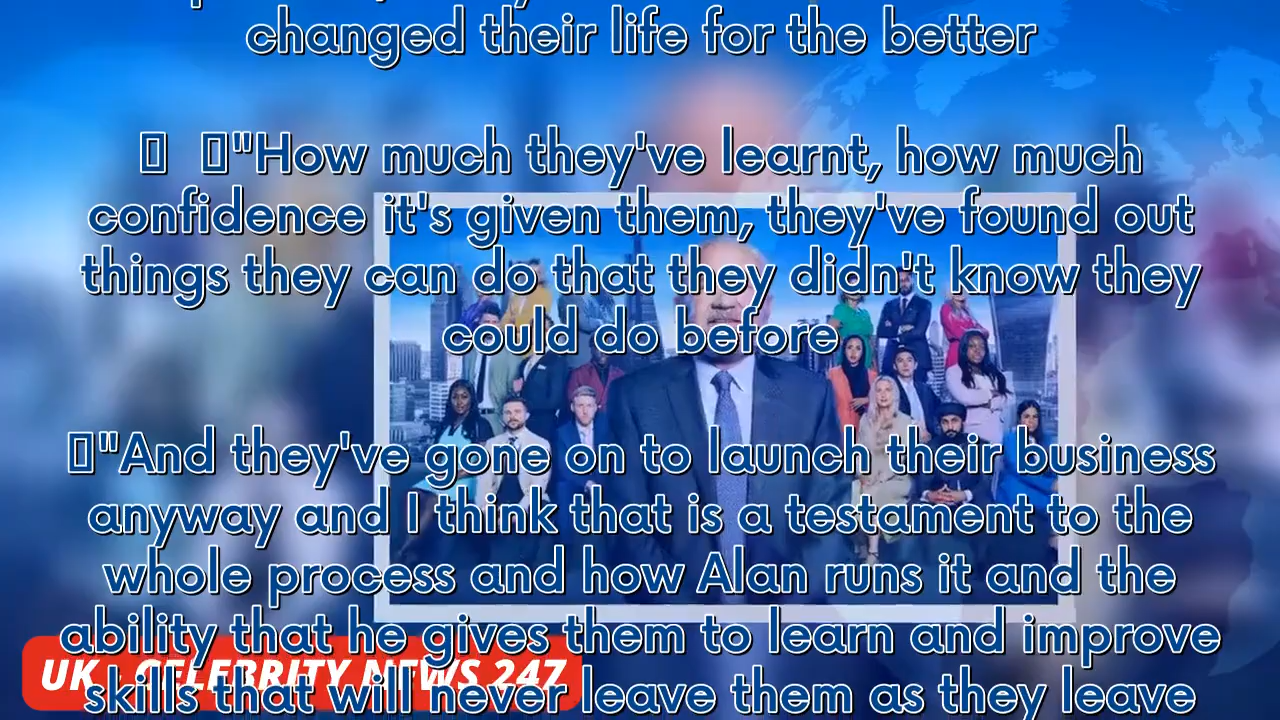 changed their life for the better
"How much they've learnt, how much
confidence it's given them, they've found out
things they can do that they didn't know they
could do before
"And they've gone on to launch their business
anyway and I think that is a testament to the
whole process and how Alan runs it and the
ability that he gives them to learn and improve
skills that will never leave them as they leave
UK - CELEBRITY NEWS 247